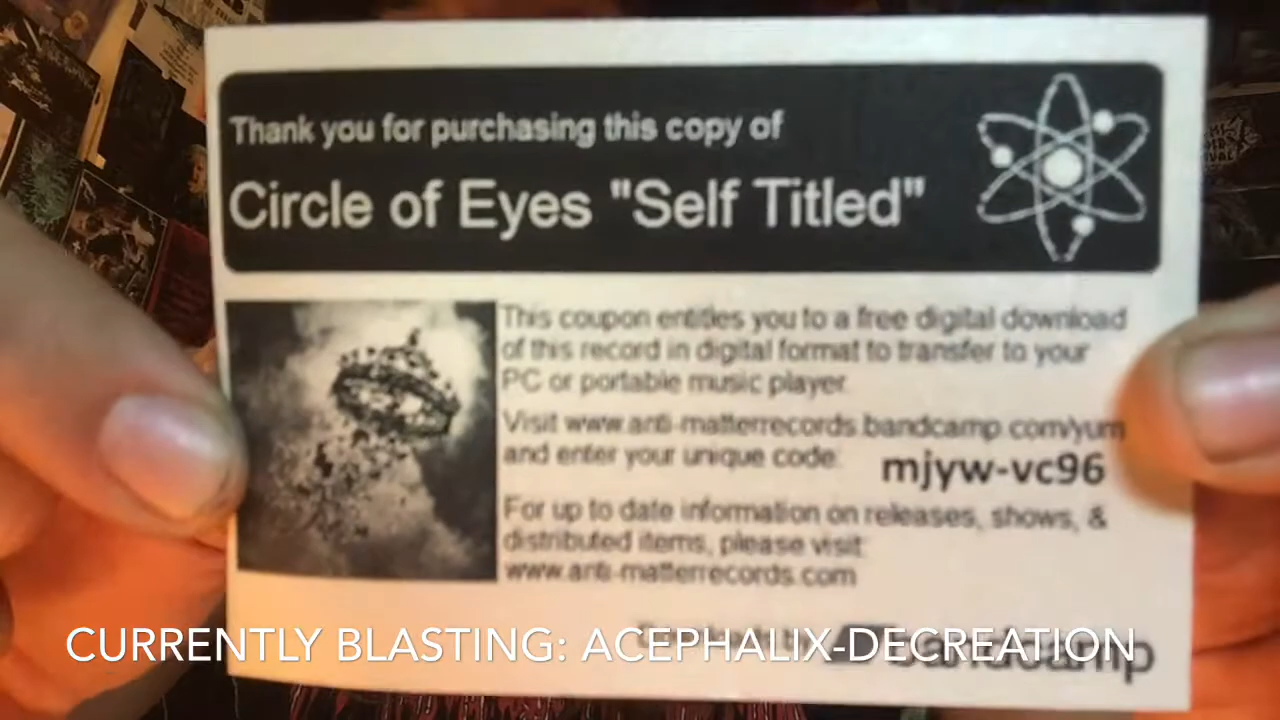 Thank you for purchasing this copy of
Circle of Eyes "Self Titled"
This coupon entitles you to a free digital download
of this record in digital format to transfer to your
PC or portable music player.
Visit www.anti-matterrecords.bandcamp.com/yum
and enter your unique code:
mjyw-vc96
For up to date information on releases, shows, &
distributed items, please visit:
www.anti-matterrecords.com
CURRENTLY BLASTING: ACEPHALIX-DECREATION